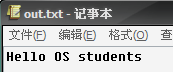 out.txt - 记事本
文件(F) 编辑(E) 格式(O) 查
Hello OS students